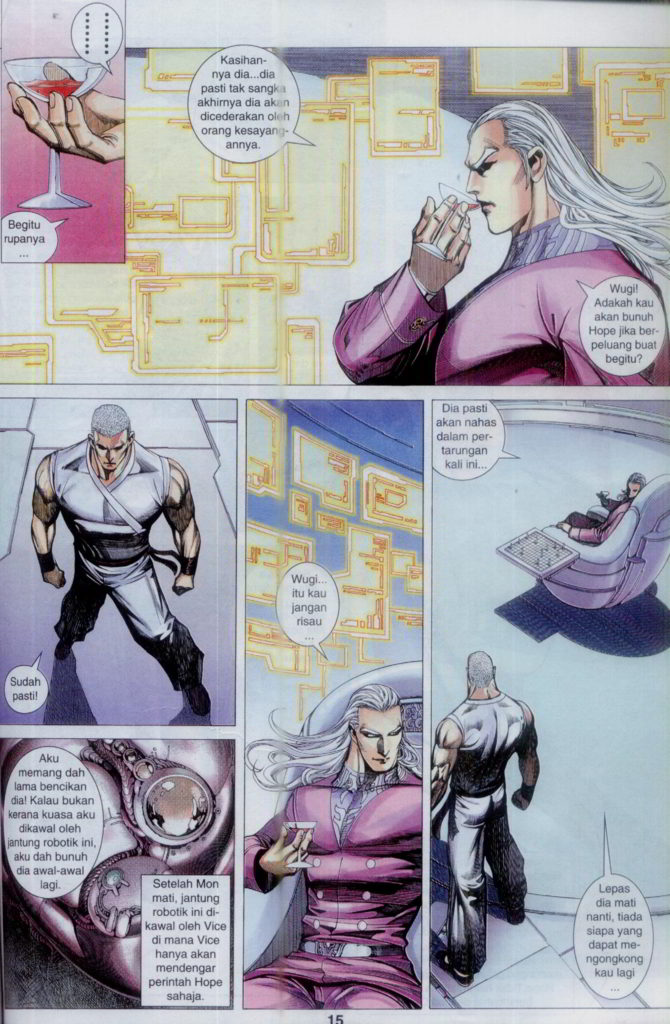 Kasihan-
nya dia...dia
pasti tak sangka
akhirnya dia akan
dicederakan oleh
orang kesayang-
annya.
Begitu
rupanya
...
Wugi!
Adakah kau
akan bunuh
Hope jika ber-
peluang buat
begitu?
Sudah
pasti!
Wugi...
itu kau
jangan
risau
...
Dia pasti
akan nahas
dalam per-
tarungan
kali ini...
Aku
memang dah
lama bencikan
dia! Kalau bukan
kerana kuasa aku
dikawal oleh
jantung robotik ini,
aku dah bunuh
dia awal-awal
lagi.
Setelah Mon
mati, jantung
robotik ini di-
kawal oleh Vice
di mana Vice
hanya akan
mendengar
perintah Hope
sahaja.
Lepas
dia mati
nanti, tiada
siapa yang
dapat me-
ngongkong
kau lagi
...
15